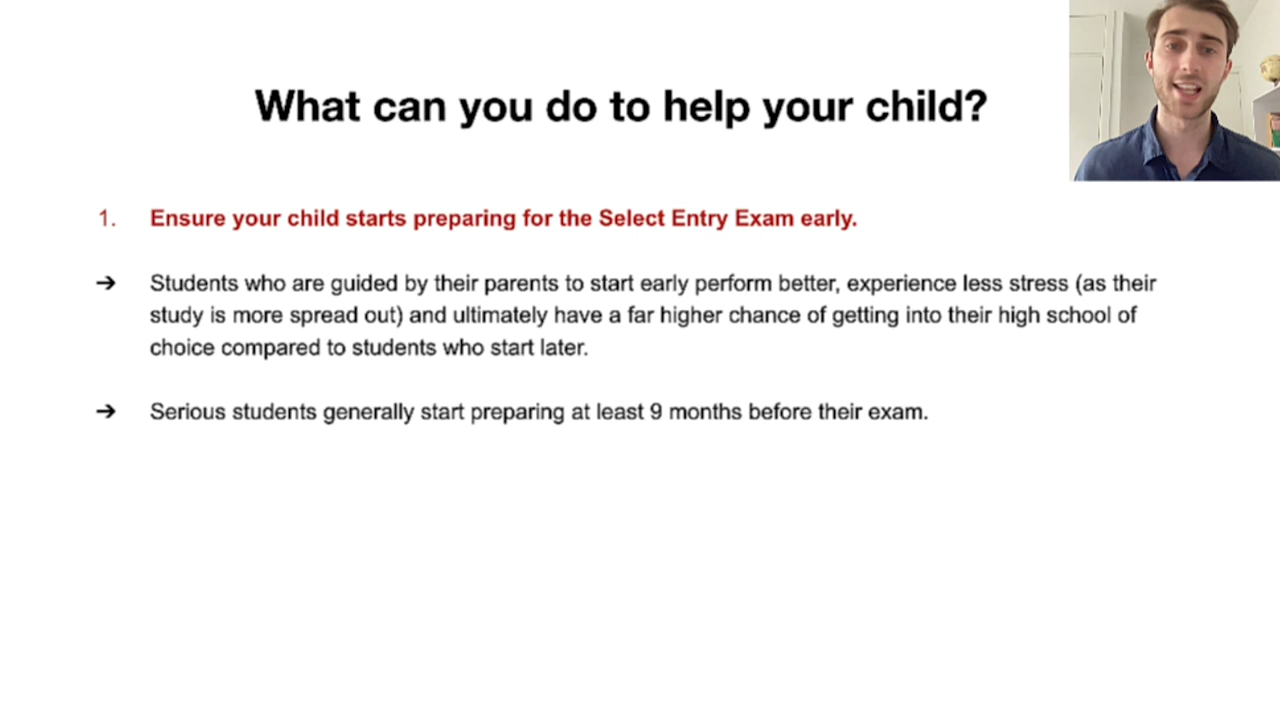 What can you do to help your child?
1. Ensure your child starts preparing for the Select Entry Exam early.
➔ Students who are guided by their parents to start early perform better, experience less stress (as their
study is more spread out) and ultimately have a far higher chance of getting into their high school of
choice compared to students who start later.
➔ Serious students generally start preparing at least 9 months before their exam.